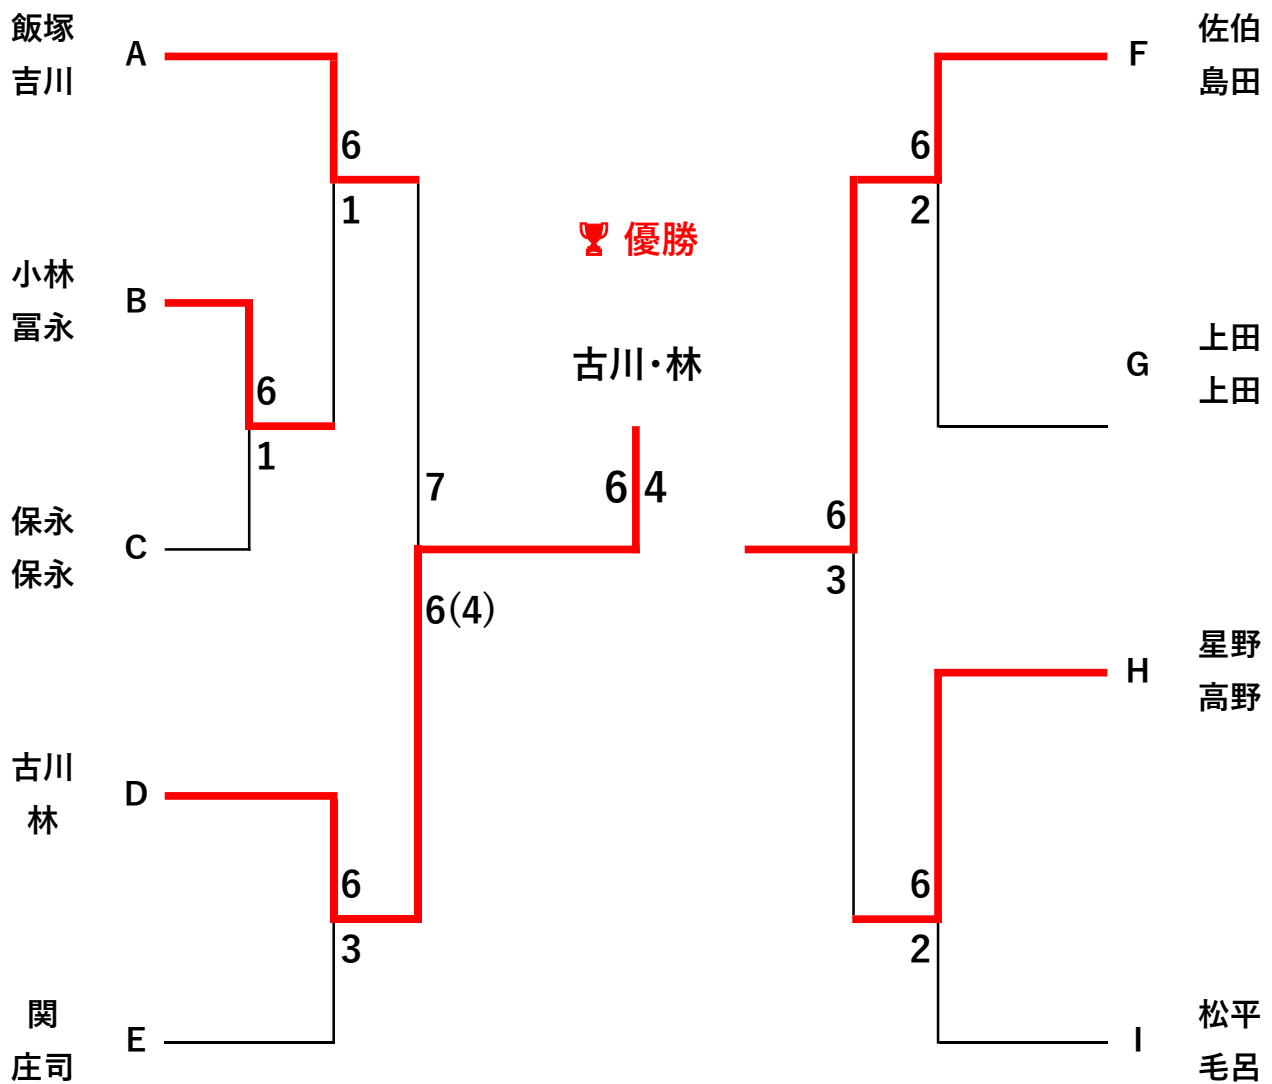 飯塚
吉川
A
6
1
小林
冨永
B
6
1
保永
保永
C
7
6(4)
古川
林
D
6
3
関
庄司
E
優勝
古川・林
6 4
佐伯
島田
F
6
2
上田
上田
G
6
3
星野
高野
H
6
2
松平
毛呂
I